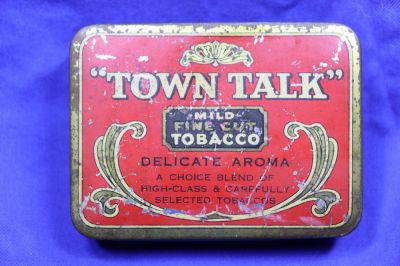 "TOWN TALK"
MILD
FINE CUT
TOBACCO
DELICATE AROMA
A CHOICE BLEND OF
HIGH-CLASS & CAREFULLY
SELECTED TOBACCOS